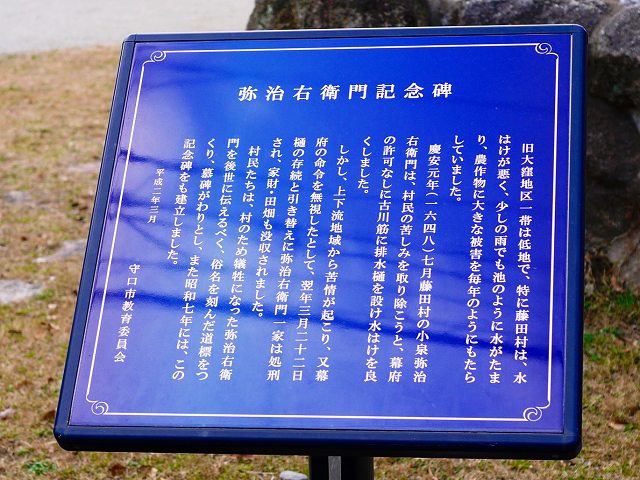 弥治右衛門記念碑
旧大窪地区一帯は低地で、特に藤田村は、水
はけが悪く、少しの雨でも池のように水がたま
り、農作物に大きな被害を毎年のようにもたら
していました。
慶安元年(一六四八)七月藤田村の小泉弥治
右衛門は、村民の苦しみを取り除こうと、幕府
の許可なしに古川筋に排水樋を設け水はけを良
くしました。
しかし、上下流地域から苦情が起こり、又幕
府の命令を無視したとして、翌年三月二十二日
樋の存続と引き替えに弥治右衛門一家は処刑
され、家財・田畑も没収されました。
村民たちは、村のため犠牲になった弥治右衛
門を後世に伝えるべく、俗名を刻んだ道標をつ
くり、墓碑がわりとし、また昭和七年には、この
記念碑をも建立しました。
平成二年三月
守口市教育委員会